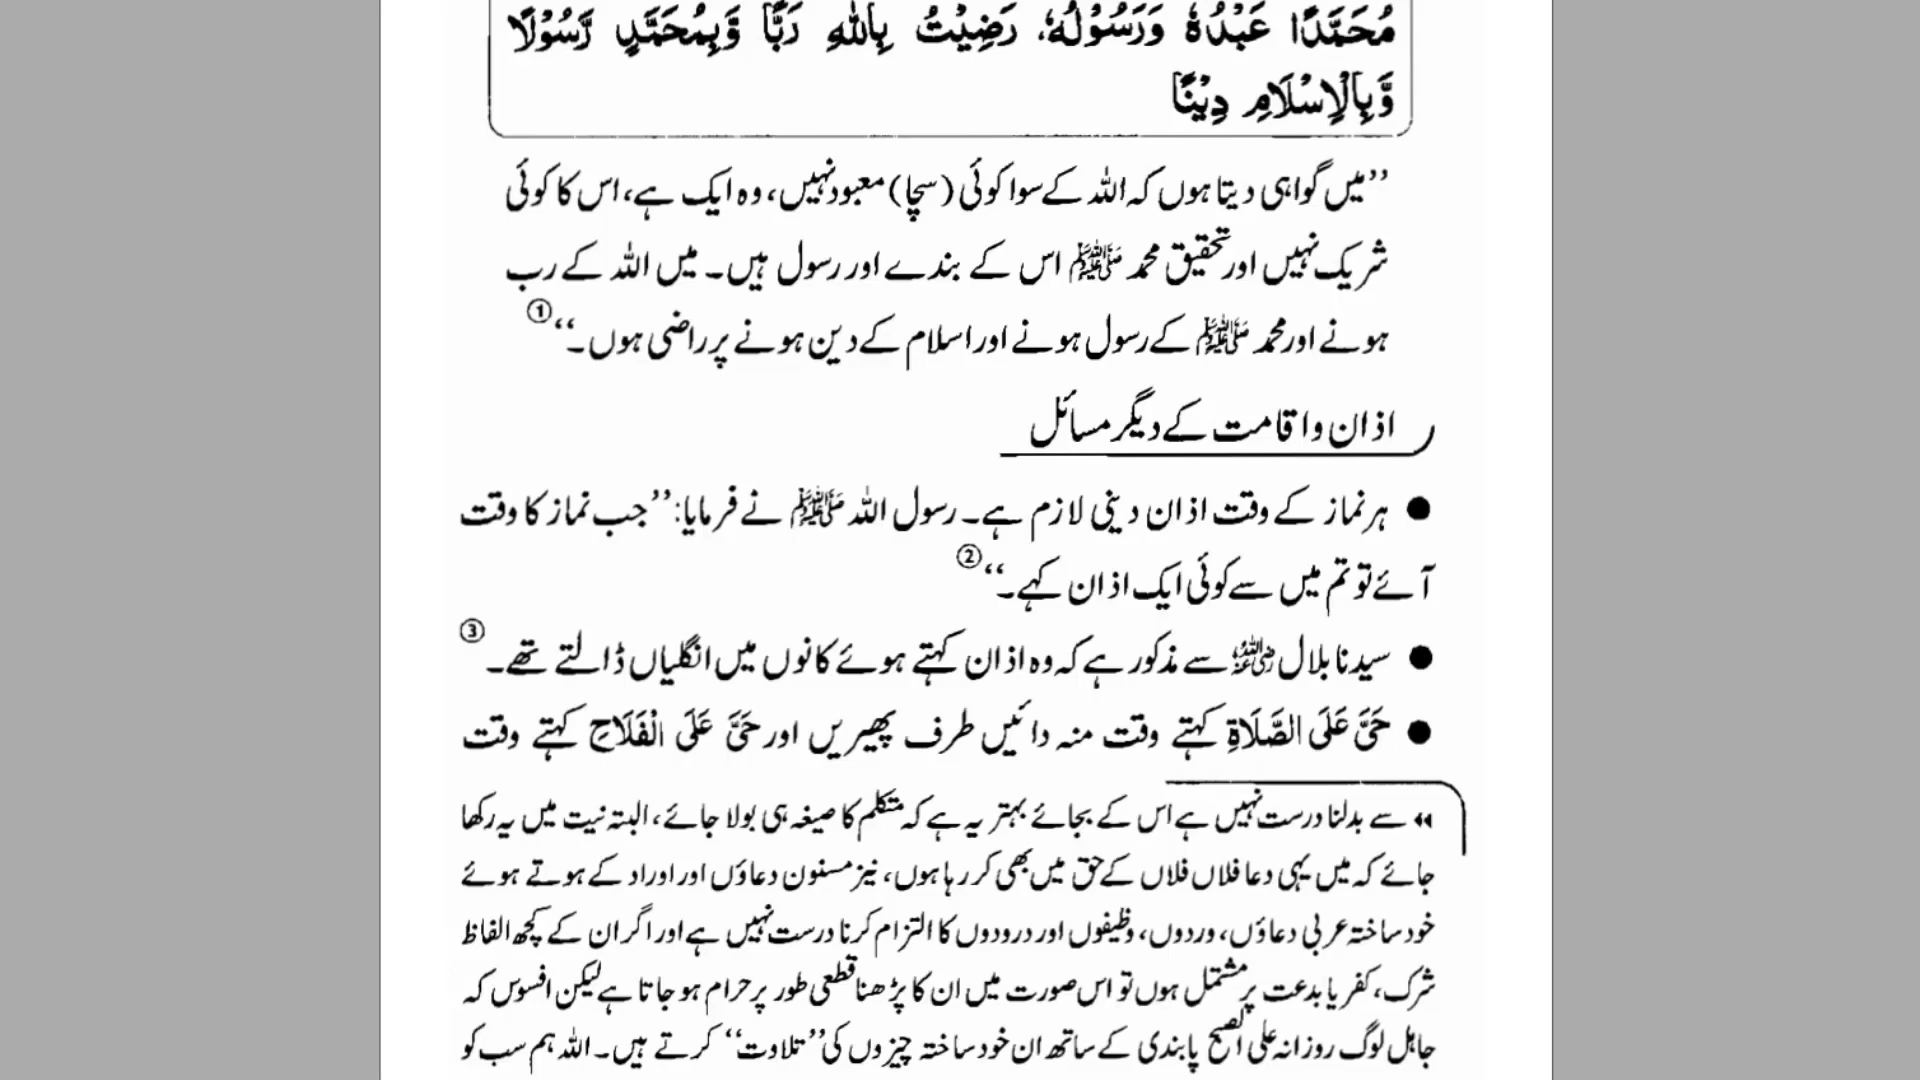 مُحَمَّدًا عَبْدُهٗ وَرَسُوْلُهٗ، رَضِيْتُ بِاللّٰهِ رَبًّا وَّبِمُحَمَّدٍ رَّسُوْلًا
وَّبِالْاِسْلَامِ دِيْنًا
’’میں گواہی دیتا ہوں کہ اللہ کے سوا کوئی (سچا) معبود نہیں، وہ ایک ہے، اس کا کوئی
شریک نہیں اور تحقیق محمد ﷺ اس کے بندے اور رسول ہیں۔ میں اللہ کے رب
ہونے اور محمد ﷺ کے رسول ہونے اور اسلام کے دین ہونے پر راضی ہوں۔‘‘ ①
اذان و اقامت کے دیگر مسائل
● ہر نماز کے وقت اذان دینی لازم ہے۔ رسول اللہ ﷺ نے فرمایا: ’’جب نماز کا وقت
آئے تو تم میں سے کوئی ایک اذان کہے۔‘‘ ②
● سیدنا بلال رضی اللہ عنہ سے مذکور ہے کہ وہ اذان کہتے ہوئے کانوں میں انگلیاں ڈالتے تھے۔ ③
● حَيَّ عَلَى الصَّلَاةِ کہتے وقت منہ دائیں طرف پھیریں اور حَيَّ عَلَى الْفَلَاحِ کہتے وقت
◂◂ سے بدلنا درست نہیں ہے اس کے بجائے بہتر یہ ہے کہ متکلم کا صیغہ ہی بولا جائے، البتہ نیت میں یہ رکھا
جائے کہ میں یہی دعا فلاں فلاں کے حق میں بھی کر رہا ہوں، نیز مسنون دعاؤں اور اوراد کے ہوتے ہوئے
خود ساختہ عربی دعاؤں، وردوں، وظیفوں اور درودوں کا التزام کرنا درست نہیں ہے اور اگر ان کے کچھ الفاظ
شرک، کفر یا بدعت پر مشتمل ہوں تو اس صورت میں ان کا پڑھنا قطعی طور پر حرام ہو جاتا ہے لیکن افسوس کہ
جاہل لوگ روزانہ علی الصبح پابندی کے ساتھ ان خود ساختہ چیزوں کی ’’تلاوت‘‘ کرتے ہیں۔ اللہ ہم سب کو